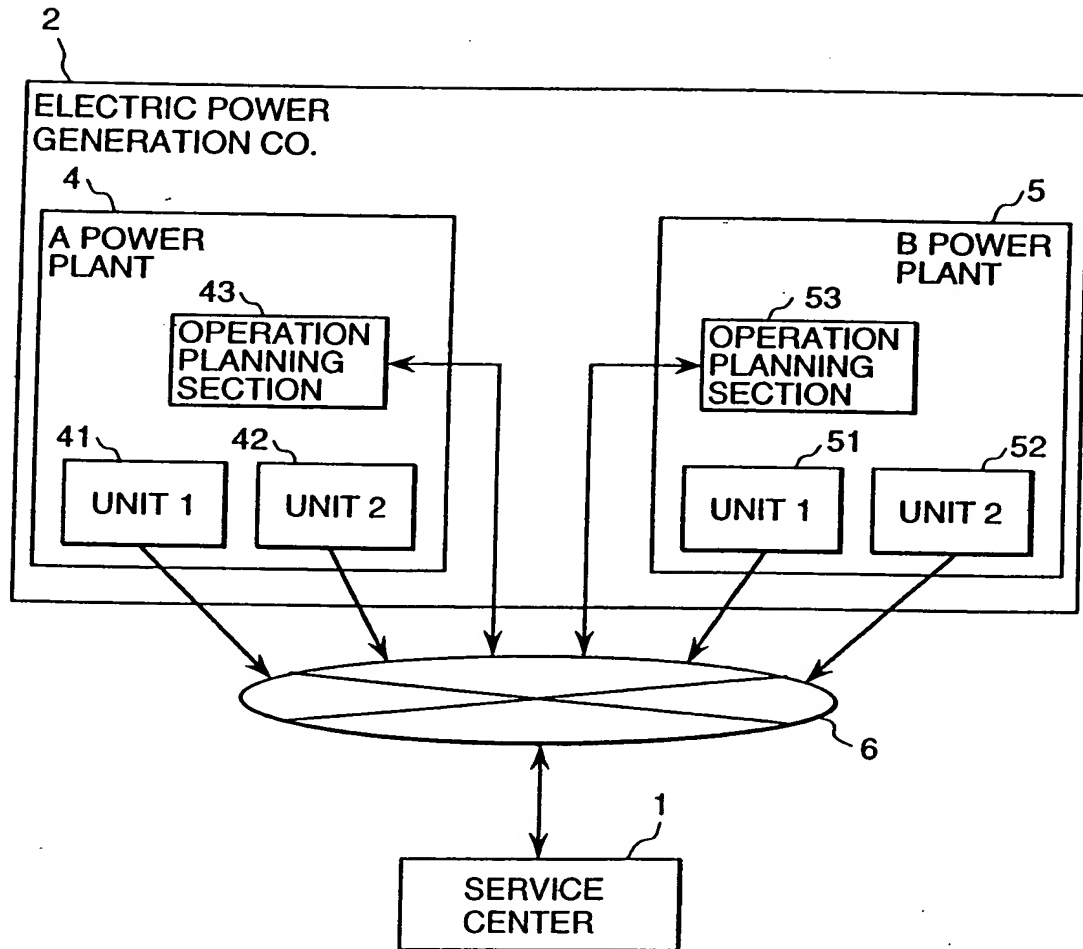 2
ELECTRIC POWER
GENERATION CO.
4
A POWER
PLANT
43
OPERATION
PLANNING
SECTION
41
UNIT 1
42
UNIT 2
5
B POWER
PLANT
53
OPERATION
PLANNING
SECTION
51
UNIT 1
52
UNIT 2
6
1
SERVICE
CENTER